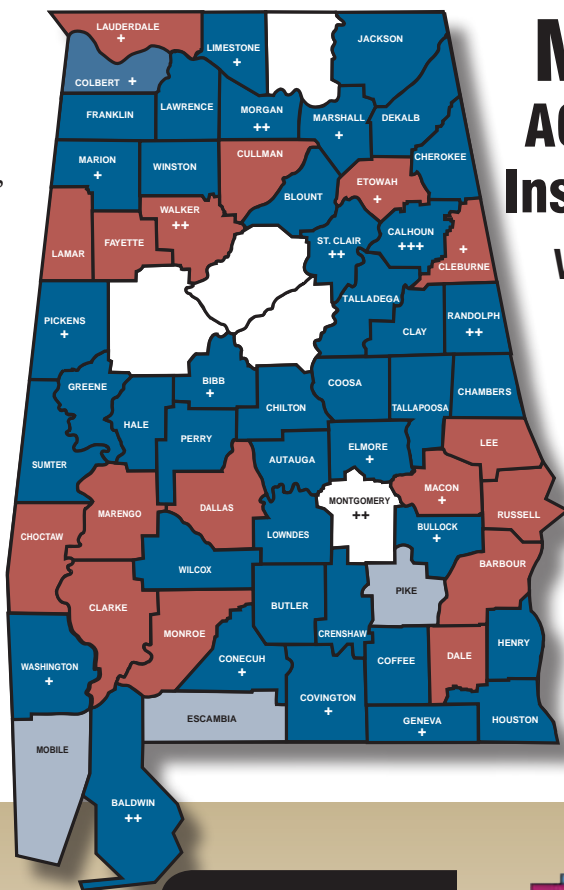 LAUDERDALE
+
LIMESTONE
+
JACKSON
M
COLBERT +
FRANKLIN
LAWRENCE
MORGAN
++
MARSHALL
+
DEKALB
AC
CHEROKEE
MARION
+
WINSTON
CULLMAN
BLOUNT
ETOWAH
+
Ins
,
LAMAR
FAYETTE
WALKER
++
ST. CLAIR
++
CALHOUN
+++
+
CLEBURNE
TALLADEGA
PICKENS
+
CLAY
RANDOLPH
++
GREENE
BIBB
+
COOSA
CHAMBERS
HALE
CHILTON
TALLAPOOSA
PERRY
SUMTER
AUTAUGA
ELMORE
+
LEE
MARENGO
DALLAS
MONTGOMERY
++
MACON
+
RUSSELL
CHOCTAW
LOWNDES
BULLOCK
+
WILCOX
BARBOUR
CLARKE
BUTLER
PIKE
MONROE
CRENSHAW
WASHINGTON
+
CONECUH
+
COFFEE
DALE
HENRY
COVINGTON
+
ESCAMBIA
GENEVA
+
HOUSTON
MOBILE
BALDWIN
++